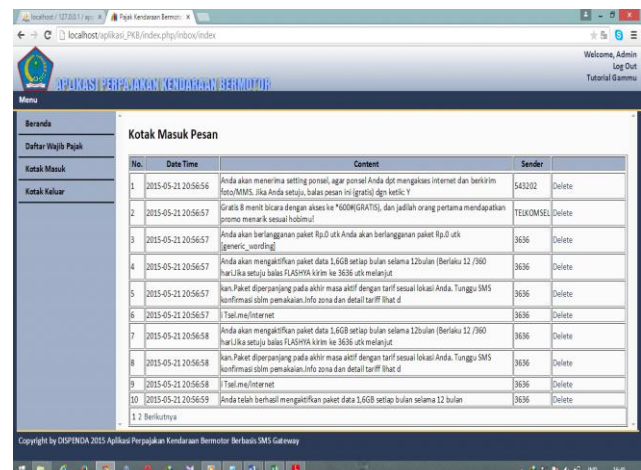 localhost / 127.0.0.1 /
Pajak Kendaraan Bermoto
localhost/aplikasi_PKB/index.php/inbox/index
Welcome, Admin
Log Out
Tutorial Gammu
APLIKASI PERPAJAKAN KENDARAAN BERMOTOR
Menu
Beranda
Daftar Wajib Pajak
Kotak Masuk
Kotak Keluar
Kotak Masuk Pesan
No. Date Time Content Sender
1 2015-05-21 20:56:56 Anda akan menerima setting ponsel, agar ponsel Anda dpt mengakses internet dan berkirim
foto/MMS. Jika Anda setuju, balas pesan ini (gratis) dgn ketik: Y 543202 Delete
2 2015-05-21 20:56:57 Gratis 8 menit bicara dengan akses ke *600#(GRATIS), dan jadilah orang pertama mendapatkan
promo menarik sesuai hobimu! TELKOMSEL Delete
3 2015-05-21 20:56:57 Anda akan berlangganan paket Rp.0 utk Anda akan berlangganan paket Rp.0 utk
[generic_wording] 3636 Delete
4 2015-05-21 20:56:57 Anda akan mengaktifkan paket data 1,6GB setiap bulan selama 12bulan (Berlaku 12 /360
hari.Jika setuju balas FLASHYA kirim ke 3636 utk melanjut 3636 Delete
5 2015-05-21 20:56:57 kan.Paket diperpanjang pada akhir masa aktif dengan tarif sesuai lokasi Anda. Tunggu SMS
konfirmasi sblm pemakaian.Info zona dan detail tariff lihat d 3636 Delete
6 2015-05-21 20:56:57 i Tsel.me/internet 3636 Delete
7 2015-05-21 20:56:58 Anda akan mengaktifkan paket data 1,6GB setiap bulan selama 12bulan (Berlaku 12 /360
hari.Jika setuju balas FLASHYA kirim ke 3636 utk melanjut 3636 Delete
8 2015-05-21 20:56:58 kan.Paket diperpanjang pada akhir masa aktif dengan tarif sesuai lokasi Anda. Tunggu SMS
konfirmasi sblm pemakaian.Info zona dan detail tariff lihat d 3636 Delete
9 2015-05-21 20:56:58 i Tsel.me/internet 3636 Delete
10 2015-05-21 20:56:59 Anda telah berhasil mengaktifkan paket data 1,6GB setiap bulan selama 12 bulan 3636 Delete
1 2 Berikutnya
Copyright by DISPENDA 2015 Aplikasi Perpajakan Kendaraan Bermotor Berbasis SMS Gateway